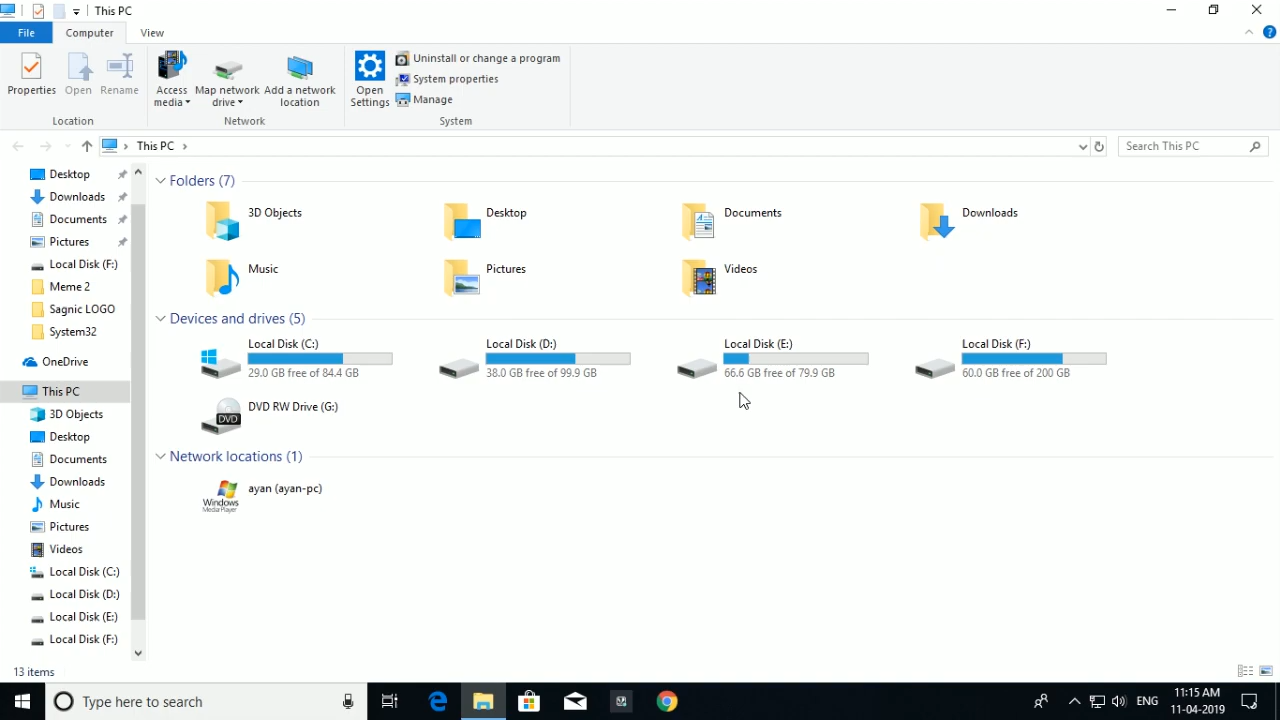 This PC
File Computer View
Properties Open Rename Access media Map network drive Add a network location Open Settings Uninstall or change a program
System properties
Manage
Location Network System
This PC Search This PC
Desktop
Downloads
Documents
Pictures
Local Disk (F:)
Meme 2
Sagnic LOGO
System32
OneDrive
This PC
3D Objects
Desktop
Documents
Downloads
Music
Pictures
Videos
Local Disk (C:)
Local Disk (D:)
Local Disk (E:)
Local Disk (F:)
Folders (7)
3D Objects Desktop Documents Downloads
Music Pictures Videos
Devices and drives (5)
Local Disk (C:) Local Disk (D:) Local Disk (E:) Local Disk (F:)
29.0 GB free of 84.4 GB 38.0 GB free of 99.9 GB 66.6 GB free of 79.9 GB 60.0 GB free of 200 GB
DVD RW Drive (G:)
DVD
Network locations (1)
ayan (ayan-pc)
Windows
Media Player
13 items
Type here to search ENG 11:15 AM
11-04-2019